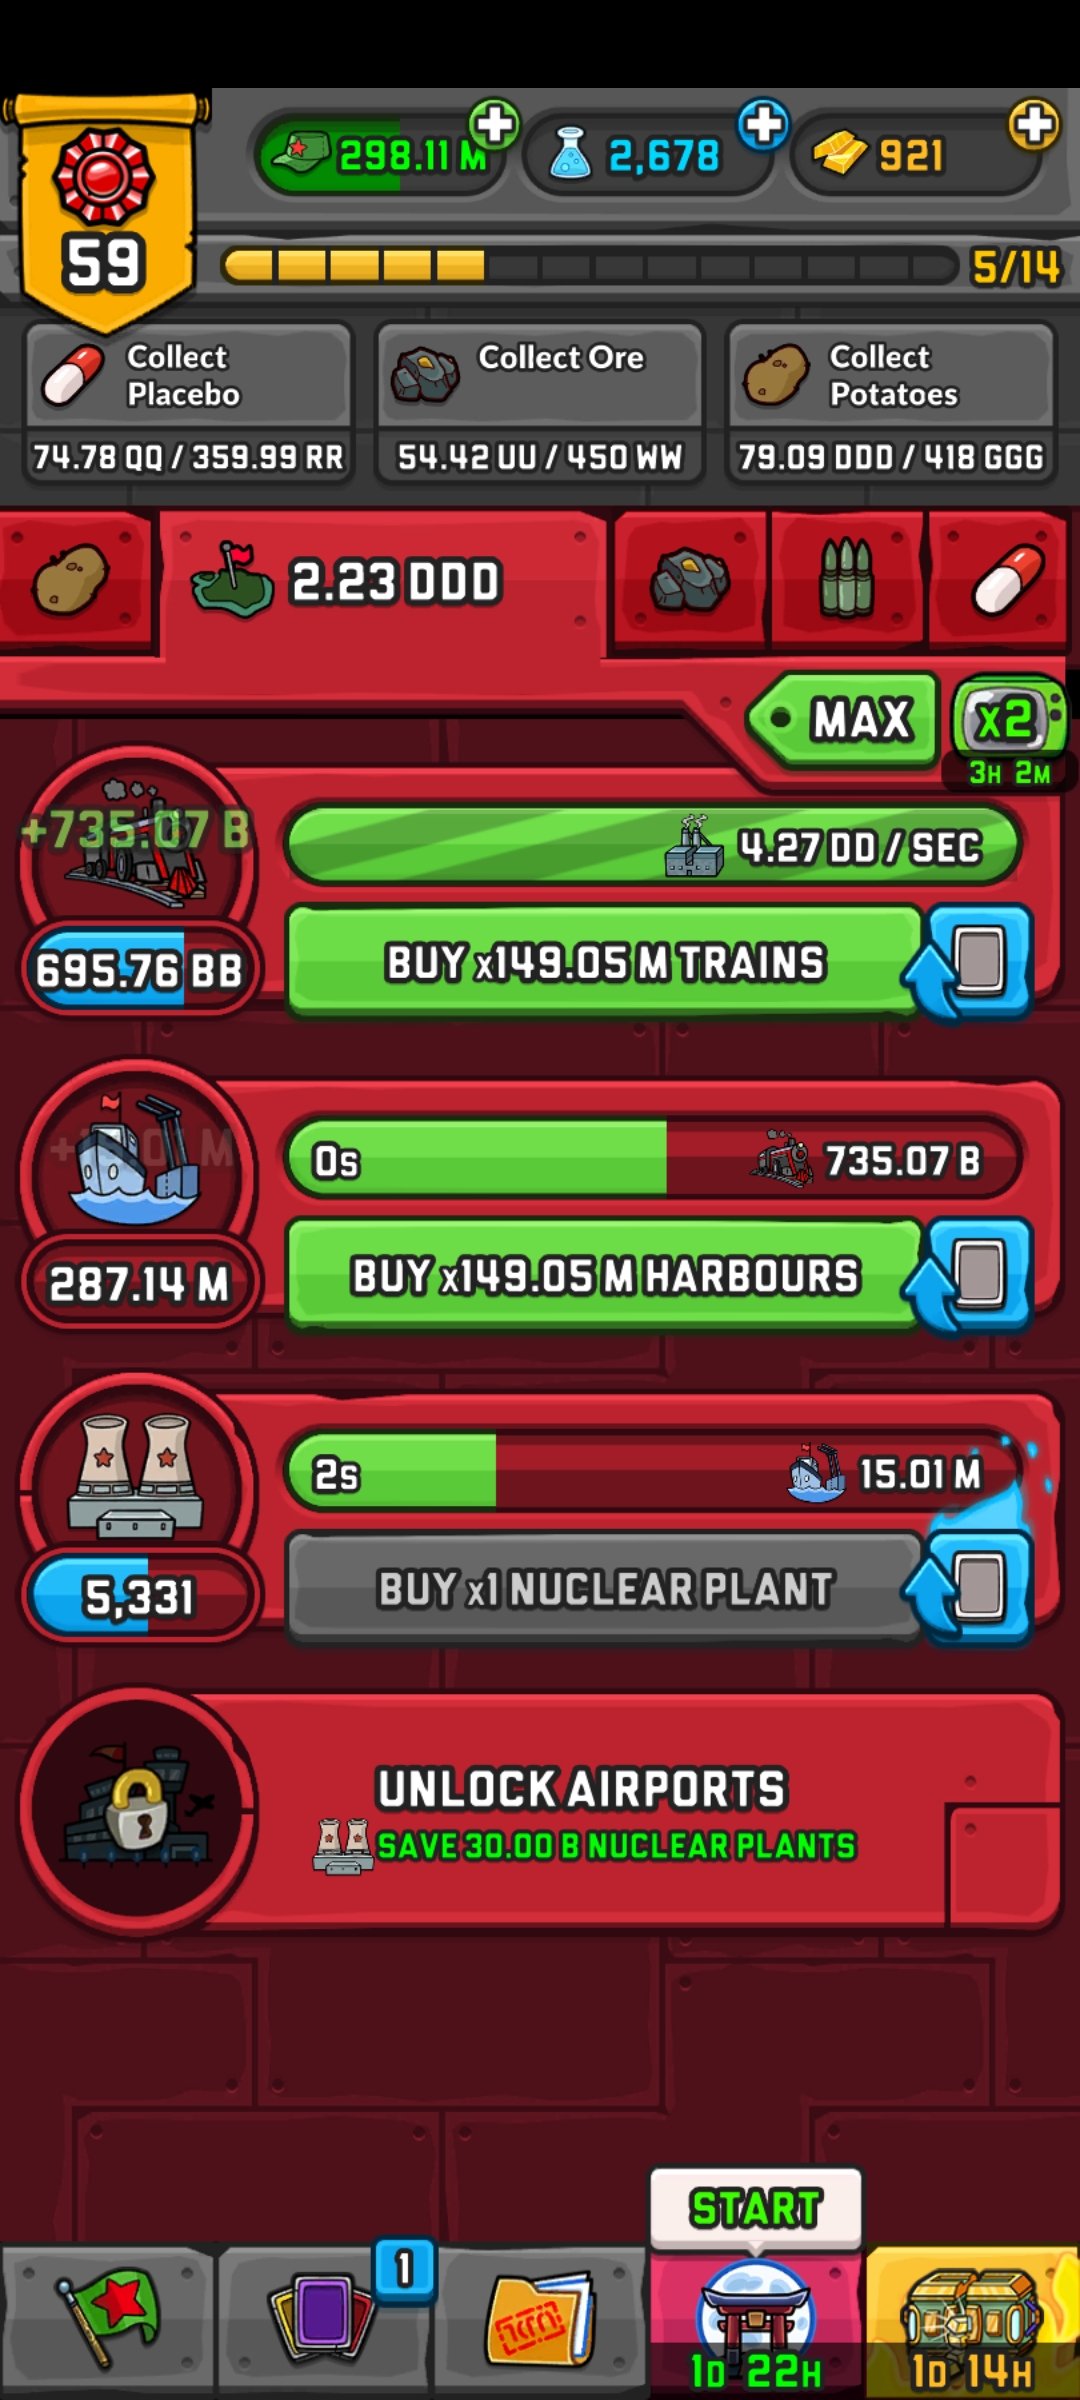 298.11 M
2,678
921
59
5/14
Collect
Placebo
74.78 QQ / 359.99 RR
Collect Ore
54.42 UU / 450 WW
Collect
Potatoes
79.09 DDD / 418 GGG
2.23 DDD
MAX
x2
3H 2M
+735.07 B
4.27 DD / SEC
695.76 BB
BUY x149.05 M TRAINS
0s
735.07 B
287.14 M
BUY x149.05 M HARBOURS
2s
15.01 M
5,331
BUY x1 NUCLEAR PLANT
UNLOCK AIRPORTS
SAVE 30.00 B NUCLEAR PLANTS
START
1
1D 22H
1D 14H